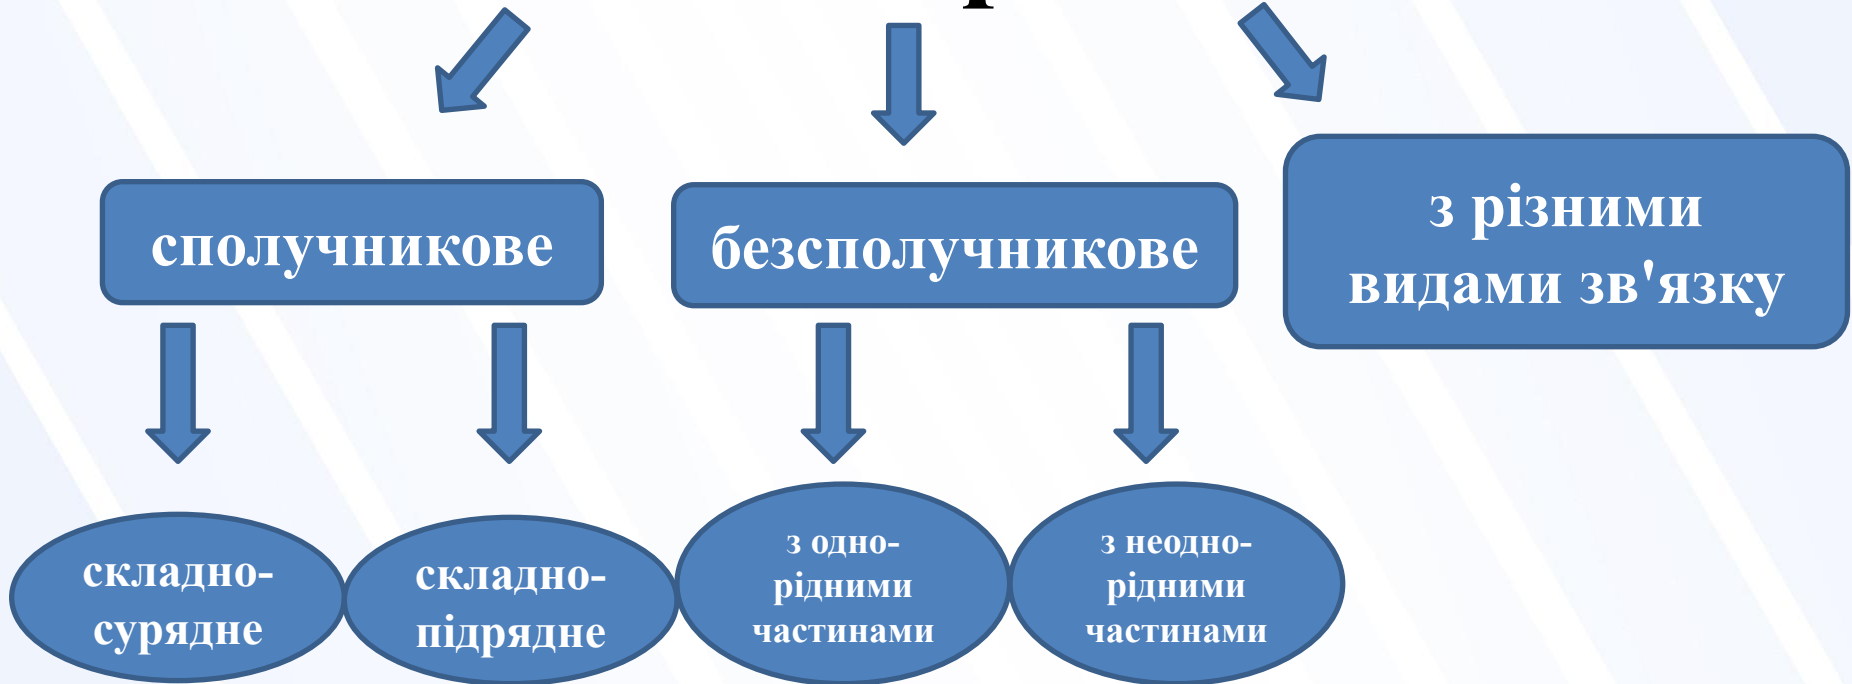 сполучникове
безсполучникове
з різними
видами зв'язку
складно-
сурядне
складно-
підрядне
з одно-
рідними
частинами
з неодно-
рідними
частинами